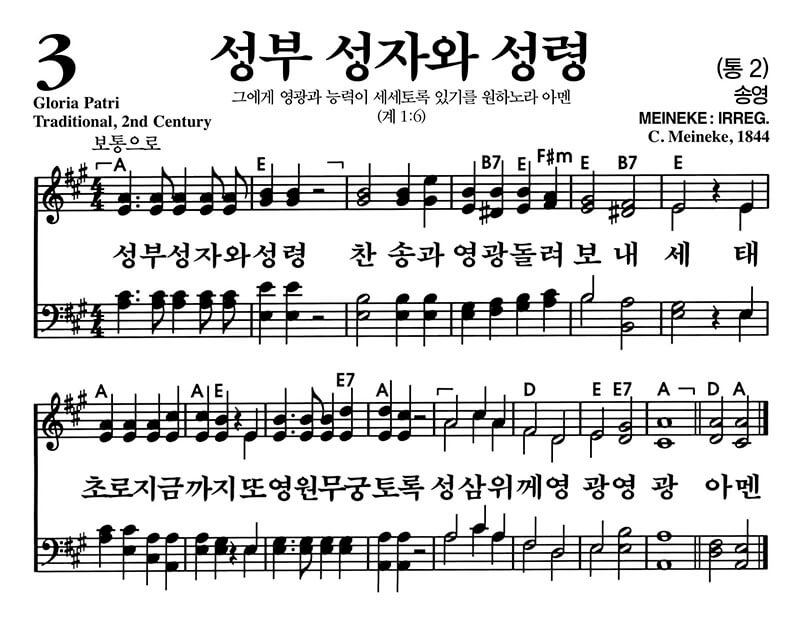 3
성부 성자와 성령
(통 2)
그에게 영광과 능력이 세세토록 있기를 원하노라 아멘
송영
Gloria Patri
(계 1:6)
MEINEKE : IRREG.
Traditional, 2nd Century
C. Meineke, 1844
보통으로
A E B7 E F#m E B7 E
4 4
성부성자와성령 찬 송과 영광돌려 보 내 세 태
4 4
A A E E7 A D E E7 A D A
초로지금까지또영원무궁토록 성삼위께영 광영 광 아멘